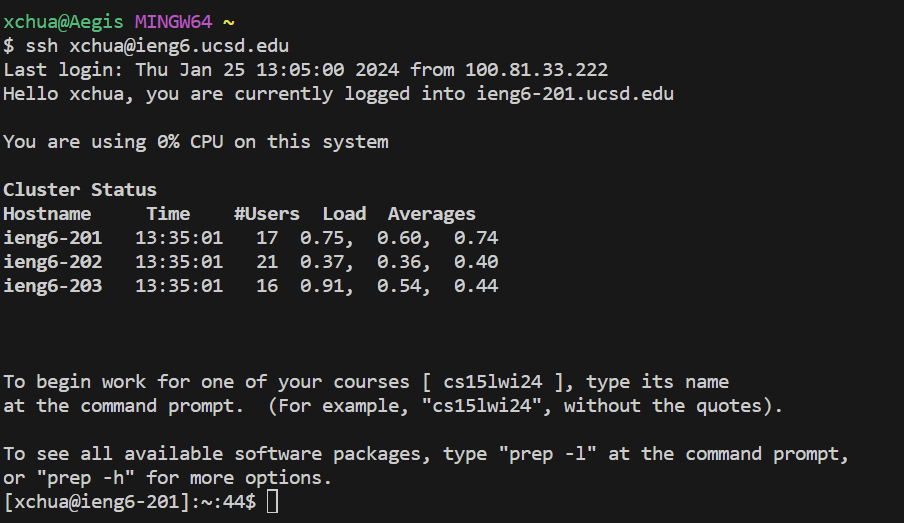 xchua@Aegis MINGW64 ~
$ ssh xchua@ieng6.ucsd.edu
Last login: Thu Jan 25 13:05:00 2024 from 100.81.33.222
Hello xchua, you are currently logged into ieng6-201.ucsd.edu
You are using 0% CPU on this system
Cluster Status
Hostname     Time    #Users  Load  Averages
ieng6-201   13:35:01   17  0.75,  0.60,  0.74
ieng6-202   13:35:01   21  0.37,  0.36,  0.40
ieng6-203   13:35:01   16  0.91,  0.54,  0.44
To begin work for one of your courses [ cs15lwi24 ], type its name
at the command prompt.  (For example, "cs15lwi24", without the quotes).
To see all available software packages, type "prep -l" at the command prompt,
or "prep -h" for more options.
[xchua@ieng6-201]:~:44$